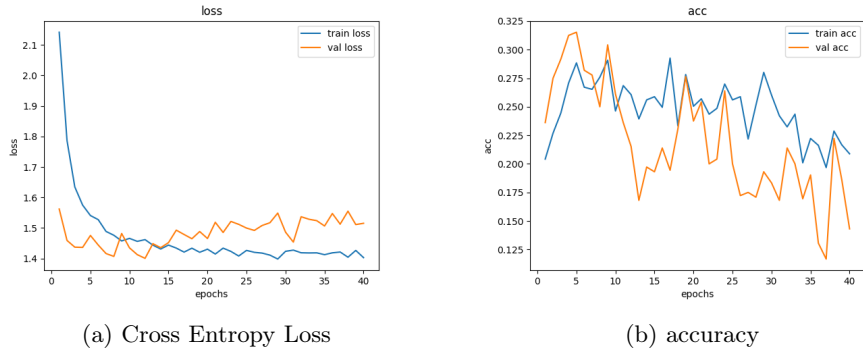 loss
train loss
val loss
2.1
2.0
1.9
1.8
1.7
1.6
1.5
1.4
loss
0 5 10 15 20 25 30 35 40
epochs
(a) Cross Entropy Loss
acc
train acc
val acc
0.325
0.300
0.275
0.250
0.225
0.200
0.175
0.150
0.125
acc
0 5 10 15 20 25 30 35 40
epochs
(b) accuracy